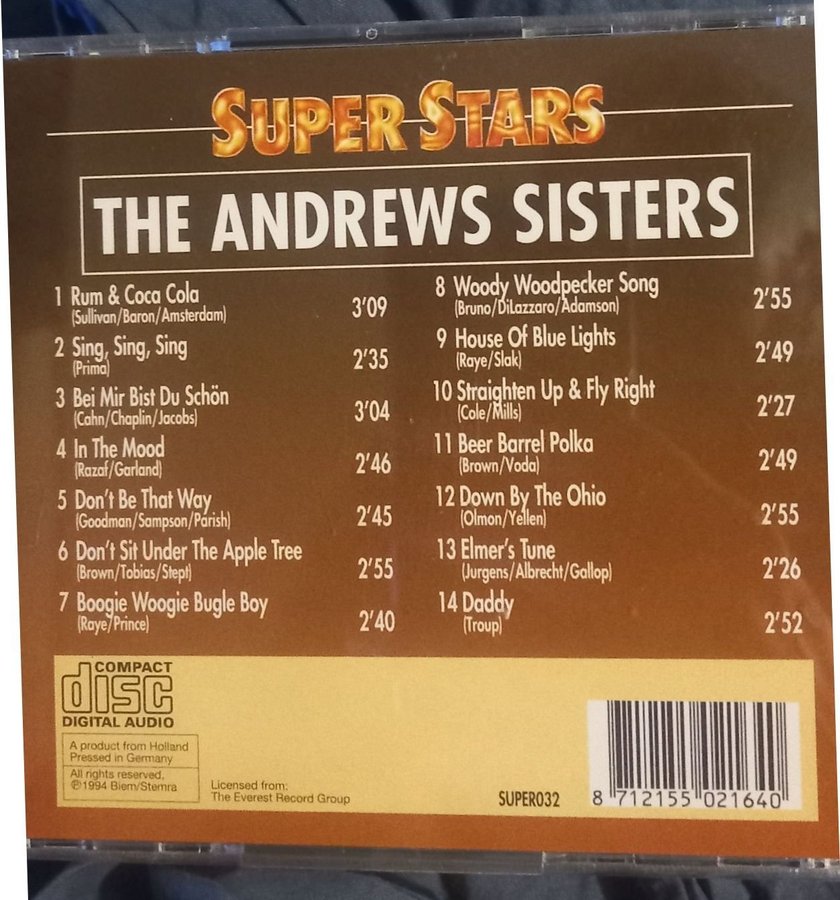 SUPER STARS
THE ANDREWS SISTERS
1 Rum & Coca Cola 3'09
(Sullivan/Baron/Amsterdam)
2 Sing, Sing, Sing 2'35
(Prima)
3 Bei Mir Bist Du Schön 3'04
(Cahn/Chaplin/Jacobs)
4 In The Mood 2'46
(Razaf/Garland)
5 Don't Be That Way 2'45
(Goodman/Sampson/Parish)
6 Don't Sit Under The Apple Tree 2'55
(Brown/Tobias/Stept)
7 Boogie Woogie Bugle Boy 2'40
(Raye/Prince)
8 Woody Woodpecker Song 2'55
(Bruno/DiLazzaro/Adamson)
9 House Of Blue Lights 2'49
(Raye/Slak)
10 Straighten Up & Fly Right 2'27
(Cole/Mills)
11 Beer Barrel Polka 2'49
(Brown/Voda)
12 Down By The Ohio 2'55
(Olmon/Yellen)
13 Elmer's Tune 2'26
(Jurgens/Albrecht/Gallop)
14 Daddy 2'52
(Troup)
COMPACT
disc
DIGITAL AUDIO
A product from Holland
Pressed in Germany
All rights reserved.
℗1994 Biem/Stemra
Licensed from:
The Everest Record Group
SUPER032
8 712155 021640